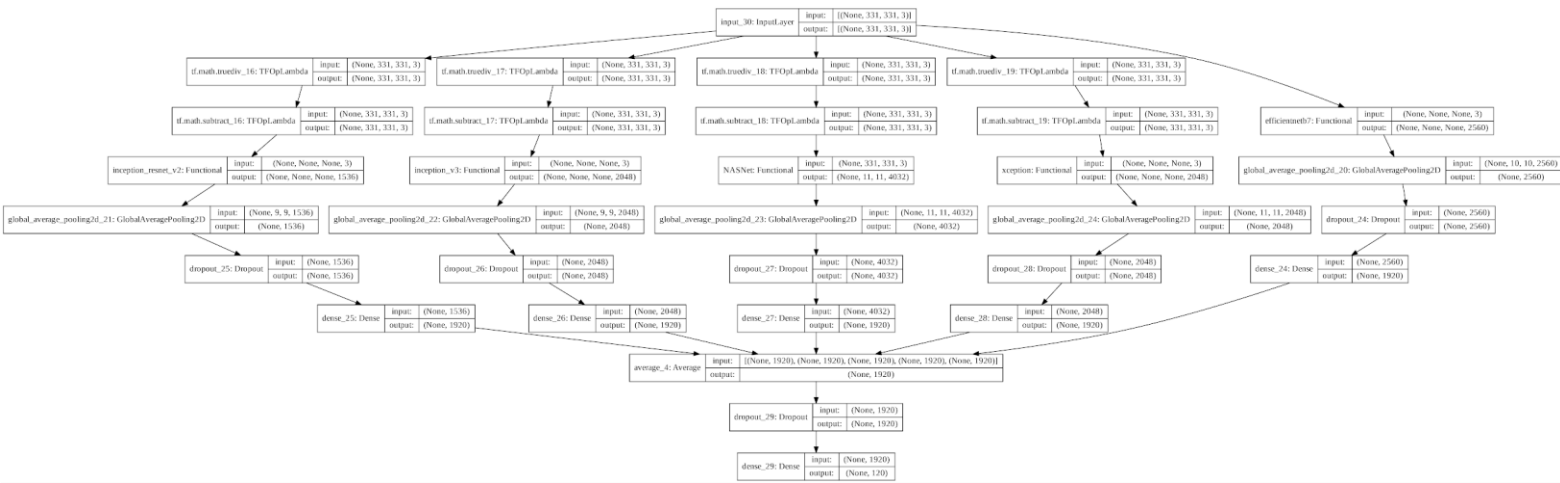 input_30: InputLayer input: [(None, 331, 331, 3)]
output: [(None, 331, 331, 3)]
tf.math.truediv_16: TFOpLambda input: (None, 331, 331, 3)
output: (None, 331, 331, 3)
tf.math.truediv_17: TFOpLambda input: (None, 331, 331, 3)
output: (None, 331, 331, 3)
tf.math.truediv_18: TFOpLambda input: (None, 331, 331, 3)
output: (None, 331, 331, 3)
tf.math.truediv_19: TFOpLambda input: (None, 331, 331, 3)
output: (None, 331, 331, 3)
tf.math.subtract_16: TFOpLambda input: (None, 331, 331, 3)
output: (None, 331, 331, 3)
tf.math.subtract_17: TFOpLambda input: (None, 331, 331, 3)
output: (None, 331, 331, 3)
tf.math.subtract_18: TFOpLambda input: (None, 331, 331, 3)
output: (None, 331, 331, 3)
tf.math.subtract_19: TFOpLambda input: (None, 331, 331, 3)
output: (None, 331, 331, 3)
efficientnetb7: Functional input: (None, None, None, 3)
output: (None, None, None, 2560)
inception_resnet_v2: Functional input: (None, None, None, 3)
output: (None, None, None, 1536)
inception_v3: Functional input: (None, None, None, 3)
output: (None, None, None, 2048)
NASNet: Functional input: (None, 331, 331, 3)
output: (None, 11, 11, 4032)
xception: Functional input: (None, None, None, 3)
output: (None, None, None, 2048)
global_average_pooling2d_20: GlobalAveragePooling2D input: (None, 10, 10, 2560)
output: (None, 2560)
global_average_pooling2d_21: GlobalAveragePooling2D input: (None, 9, 9, 1536)
output: (None, 1536)
global_average_pooling2d_22: GlobalAveragePooling2D input: (None, 9, 9, 2048)
output: (None, 2048)
global_average_pooling2d_23: GlobalAveragePooling2D input: (None, 11, 11, 4032)
output: (None, 4032)
global_average_pooling2d_24: GlobalAveragePooling2D input: (None, 11, 11, 2048)
output: (None, 2048)
dropout_24: Dropout input: (None, 2560)
output: (None, 2560)
dropout_25: Dropout input: (None, 1536)
output: (None, 1536)
dropout_26: Dropout input: (None, 2048)
output: (None, 2048)
dropout_27: Dropout input: (None, 4032)
output: (None, 4032)
dropout_28: Dropout input: (None, 2048)
output: (None, 2048)
dense_24: Dense input: (None, 2560)
output: (None, 1920)
dense_25: Dense input: (None, 1536)
output: (None, 1920)
dense_26: Dense input: (None, 2048)
output: (None, 1920)
dense_27: Dense input: (None, 4032)
output: (None, 1920)
dense_28: Dense input: (None, 2048)
output: (None, 1920)
average_4: Average input: [(None, 1920), (None, 1920), (None, 1920), (None, 1920), (None, 1920)]
output: (None, 1920)
dropout_29: Dropout input: (None, 1920)
output: (None, 1920)
dense_29: Dense input: (None, 1920)
output: (None, 120)